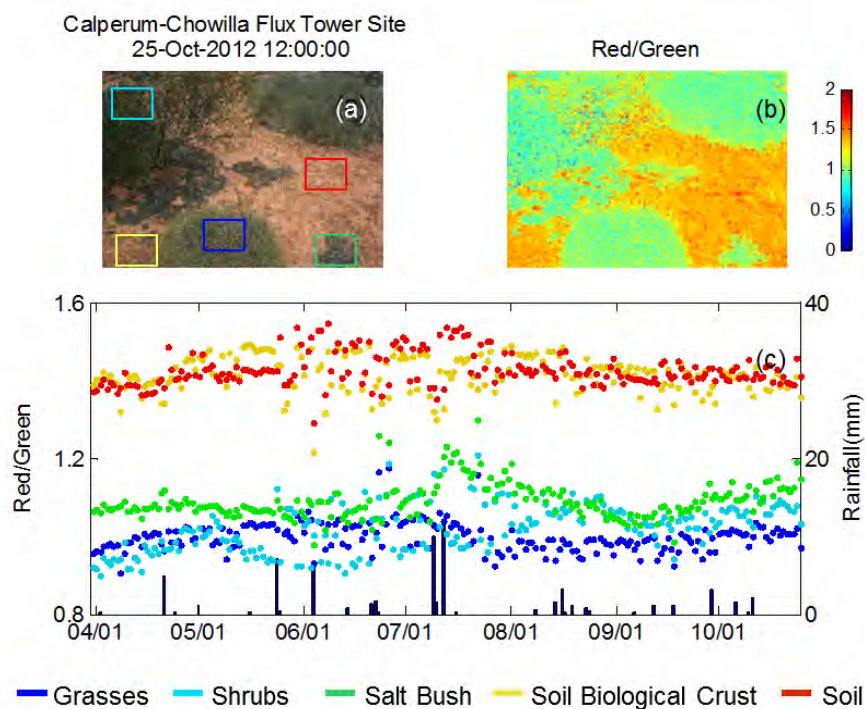 Calperum-Chowilla Flux Tower Site
25-Oct-2012 12:00:00
Red/Green
(a)
(b)
2
1.5
1
0.5
0
1.6
1.2
0.8
Red/Green
(c)
40
20
0
Rainfall(mm)
04/01 05/01 06/01 07/01 08/01 09/01 10/01
Grasses Shrubs Salt Bush Soil Biological Crust Soil